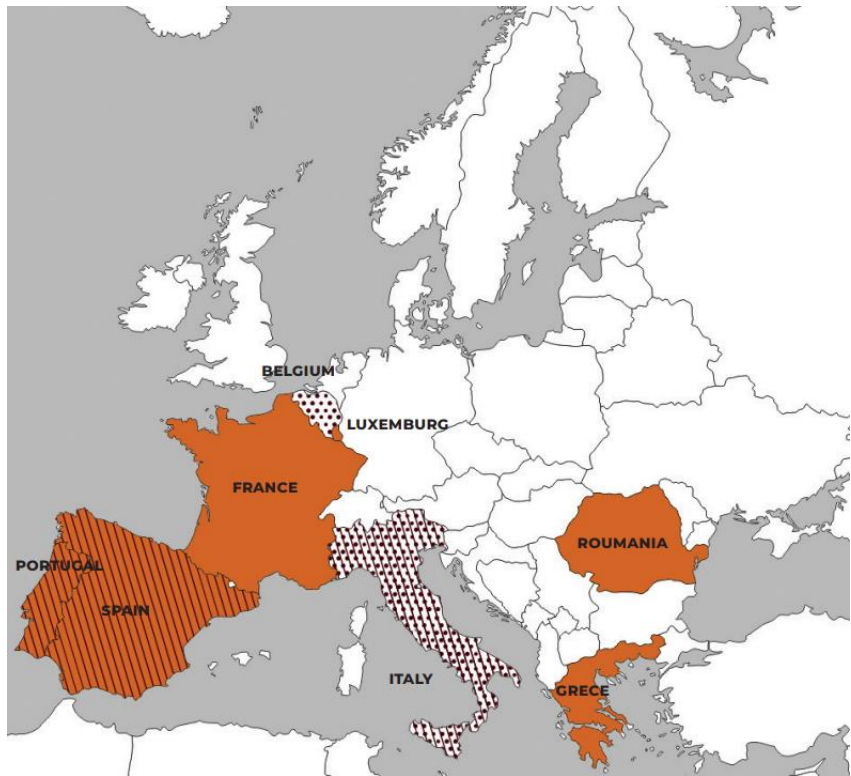 BELGIUM
LUXEMBURG
FRANCE
ROUMANIA
PORTUGAL
SPAIN
ITALY
GRECE